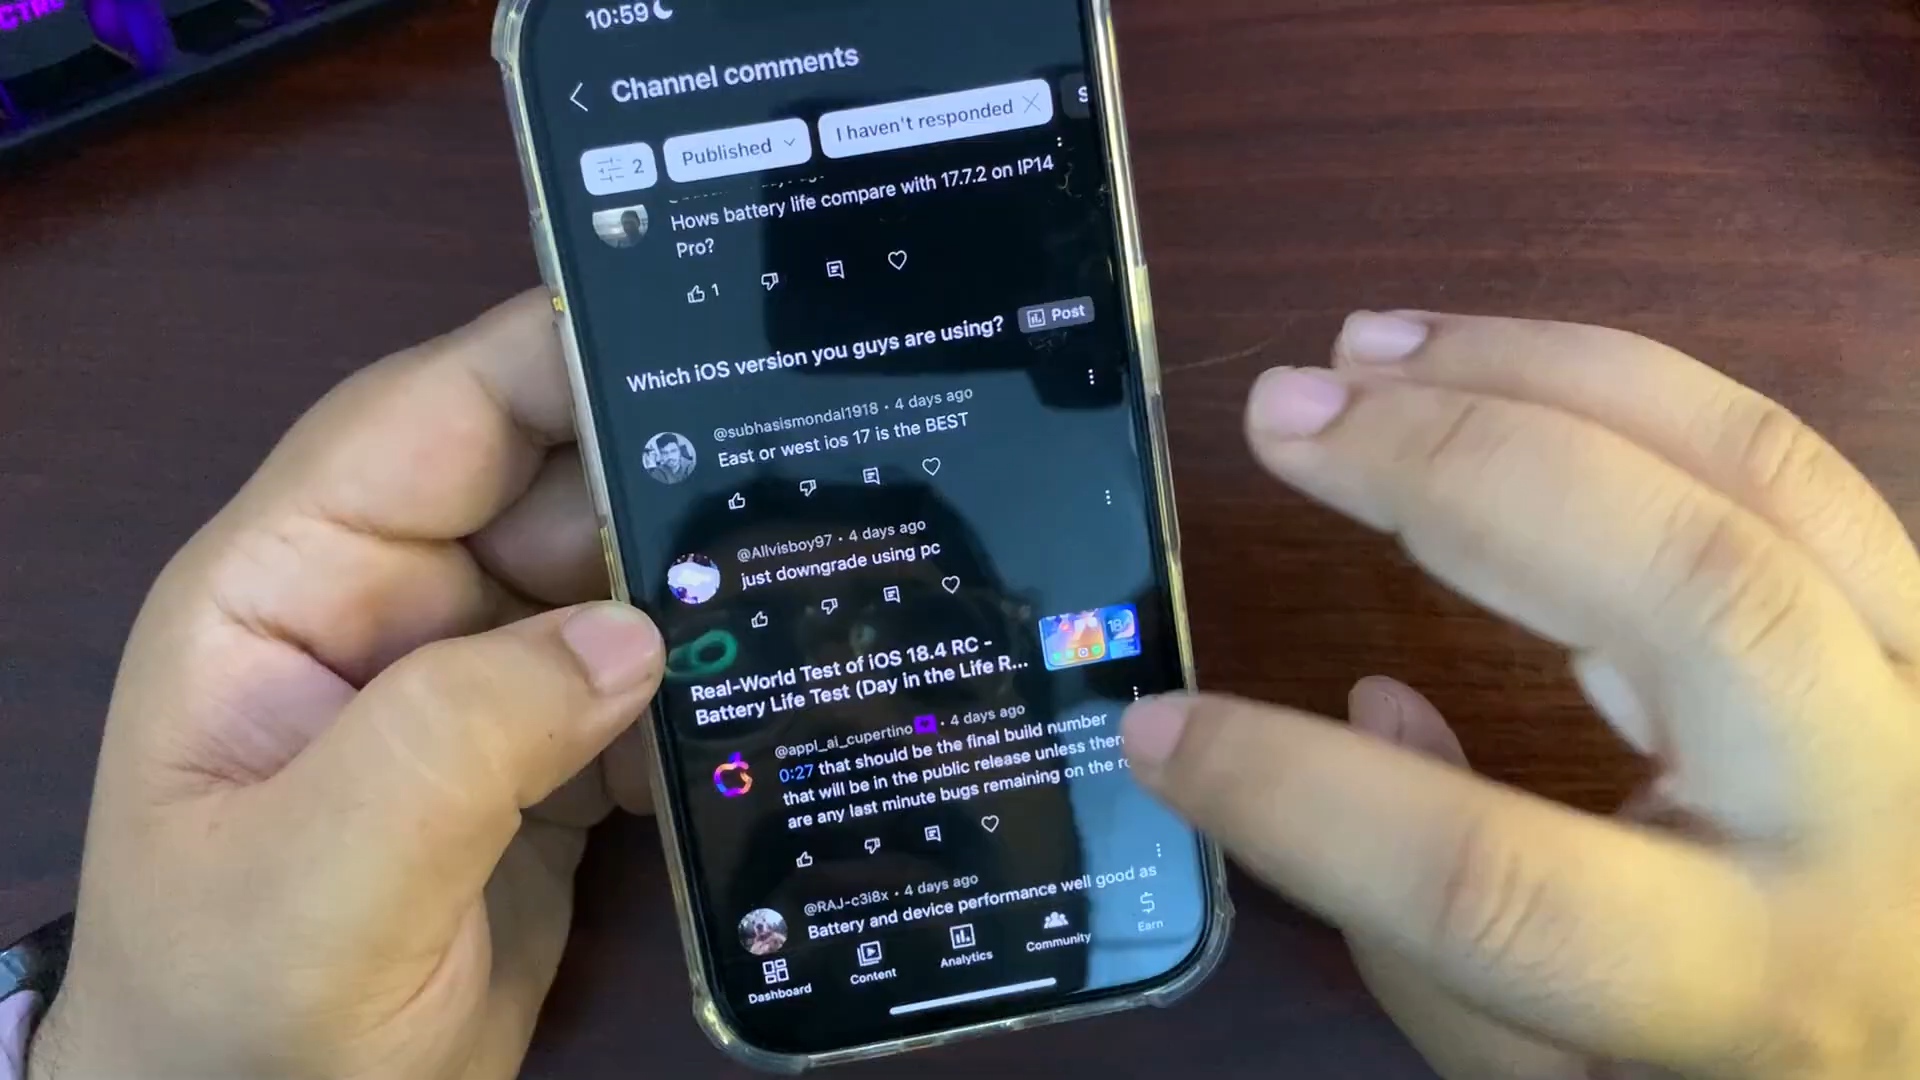 CTRL
10:59
Channel comments
2
Published
I haven't responded
S
Hows battery life compare with 17.7.2 on IP14
Pro?
1
Which iOS version you guys are using?
Post
@subhasismondal1918 · 4 days ago
East or west ios 17 is the BEST
@Allvisboy97 · 4 days ago
just downgrade using pc
Real-World Test of iOS 18.4 RC -
Battery Life Test (Day in the Life R...
18
@appl_ai_cupertino · 4 days ago
0:27 that should be the final build number
that will be in the public release unless ther
are any last minute bugs remaining on the
@RAJ-c3i8x · 4 days ago
Battery and device performance well good as
Dashboard
Content
Analytics
Community
Earn